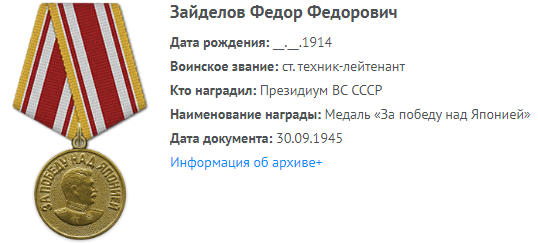 Зайделов Федор Федорович
Дата рождения: __.__.1914
Воинское звание: ст. техник-лейтенант
Кто наградил: Президиум ВС СССР
Наименование награды: Медаль «За победу над Японией»
Дата документа: 30.09.1945
Информация об архиве+
ЗА ПОБЕДУ НАД ЯПОНИЕЙ